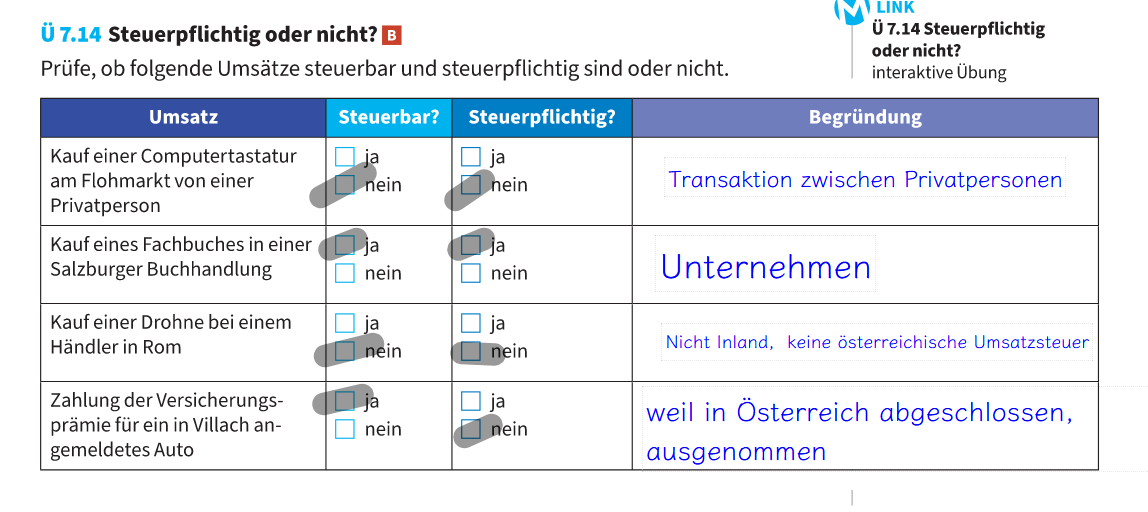 M LINK
Ü 7.14 Steuerpflichtig
oder nicht?
interaktive Übung
Ü 7.14 Steuerpflichtig oder nicht? B
Prüfe, ob folgende Umsätze steuerbar und steuerpflichtig sind oder nicht.
Umsatz Steuerbar? Steuerpflichtig? Begründung
Kauf einer Computertastatur
am Flohmarkt von einer
Privatperson
ja
nein
ja
nein
Transaktion zwischen Privatpersonen
Kauf eines Fachbuches in einer
Salzburger Buchhandlung
ja
nein
ja
nein
Unternehmen
Kauf einer Drohne bei einem
Händler in Rom
ja
nein
ja
nein
Nicht Inland, keine österreichische Umsatzsteuer
Zahlung der Versicherungs-
prämie für ein in Villach an-
gemeldetes Auto
ja
nein
ja
nein
weil in Österreich abgeschlossen,
ausgenommen